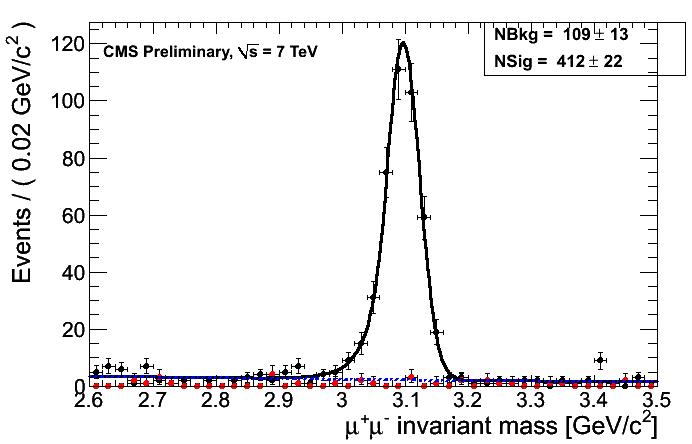 NBkg = 109 ± 13
NSig = 412 ± 22
CMS Preliminary, √s = 7 TeV
Events / ( 0.02 GeV/c² )
120
100
80
60
40
20
0
2.6 2.7 2.8 2.9 3 3.1 3.2 3.3 3.4 3.5
μ⁺μ⁻ invariant mass [GeV/c²]